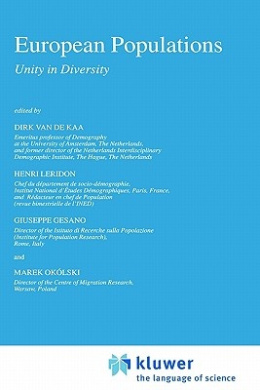 European Populations
Unity in Diversity
edited by
DIRK VAN DE KAA
Emeritus professor of Demography
at the University of Amsterdam, The Netherlands,
and former director of the Netherlands Interdisciplinary
Demographic Institute, The Hague, The Netherlands
HENRI LERIDON
Chef du département de socio-démographie,
Institut National d'Études Démographiques, Paris, France,
and Rédacteur en chef de Population
(revue bimestrielle de l'INED)
GIUSEPPE GESANO
Director of the Istituto di Ricerche sulla Popolazione
(Institute for Population Research),
Rome, Italy
and
MAREK OKÓLSKI
Director of the Centre of Migration Research,
Warsaw, Poland
kluwer
the language of science